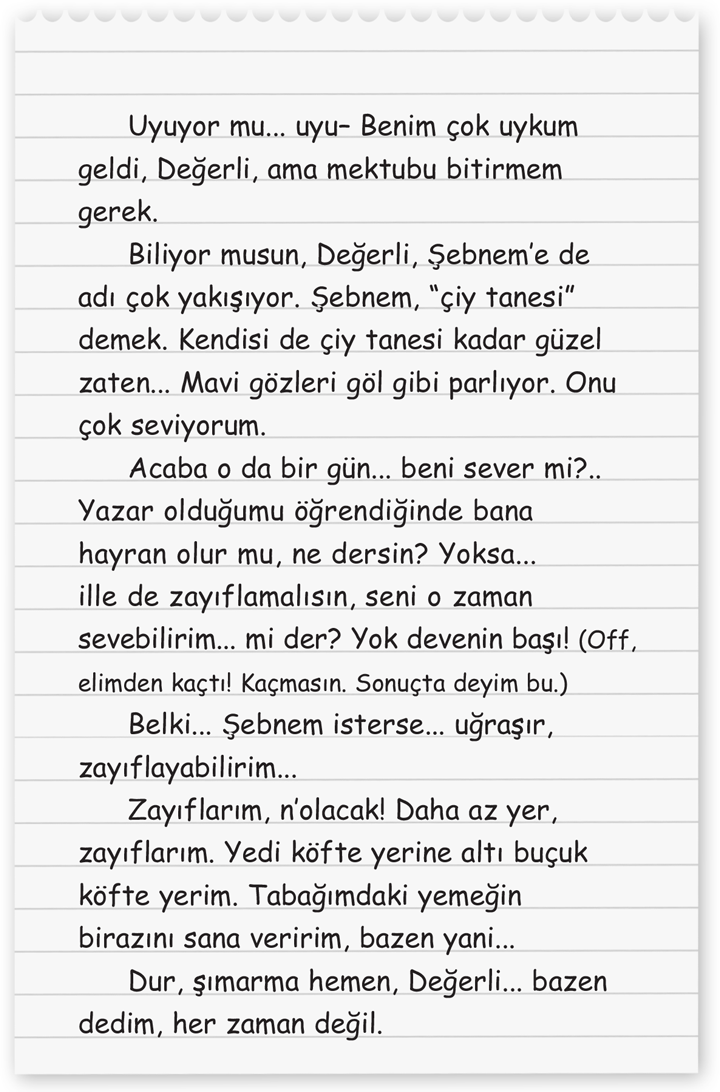 Uyuyor mu... uyu– Benim çok uykum
geldi, Değerli, ama mektubu bitirmem
gerek.
Biliyor musun, Değerli, Şebnem’e de
adı çok yakışıyor. Şebnem, “çiy tanesi”
demek. Kendisi de çiy tanesi kadar güzel
zaten... Mavi gözleri göl gibi parlıyor. Onu
çok seviyorum.
Acaba o da bir gün... beni sever mi?..
Yazar olduğumu öğrendiğinde bana
hayran olur mu, ne dersin? Yoksa...
ille de zayıflamalısın, seni o zaman
sevebilirim... mi der? Yok devenin başı! (Off,
elimden kaçtı! Kaçmasın. Sonuçta deyim bu.)
Belki... Şebnem isterse... uğraşır,
zayıflayabilirim...
Zayıflarım, n’olacak! Daha az yer,
zayıflarım. Yedi köfte yerine altı buçuk
köfte yerim. Tabağımdaki yemeğin
birazını sana veririm, bazen yani...
Dur, şımarma hemen, Değerli... bazen
dedim, her zaman değil.